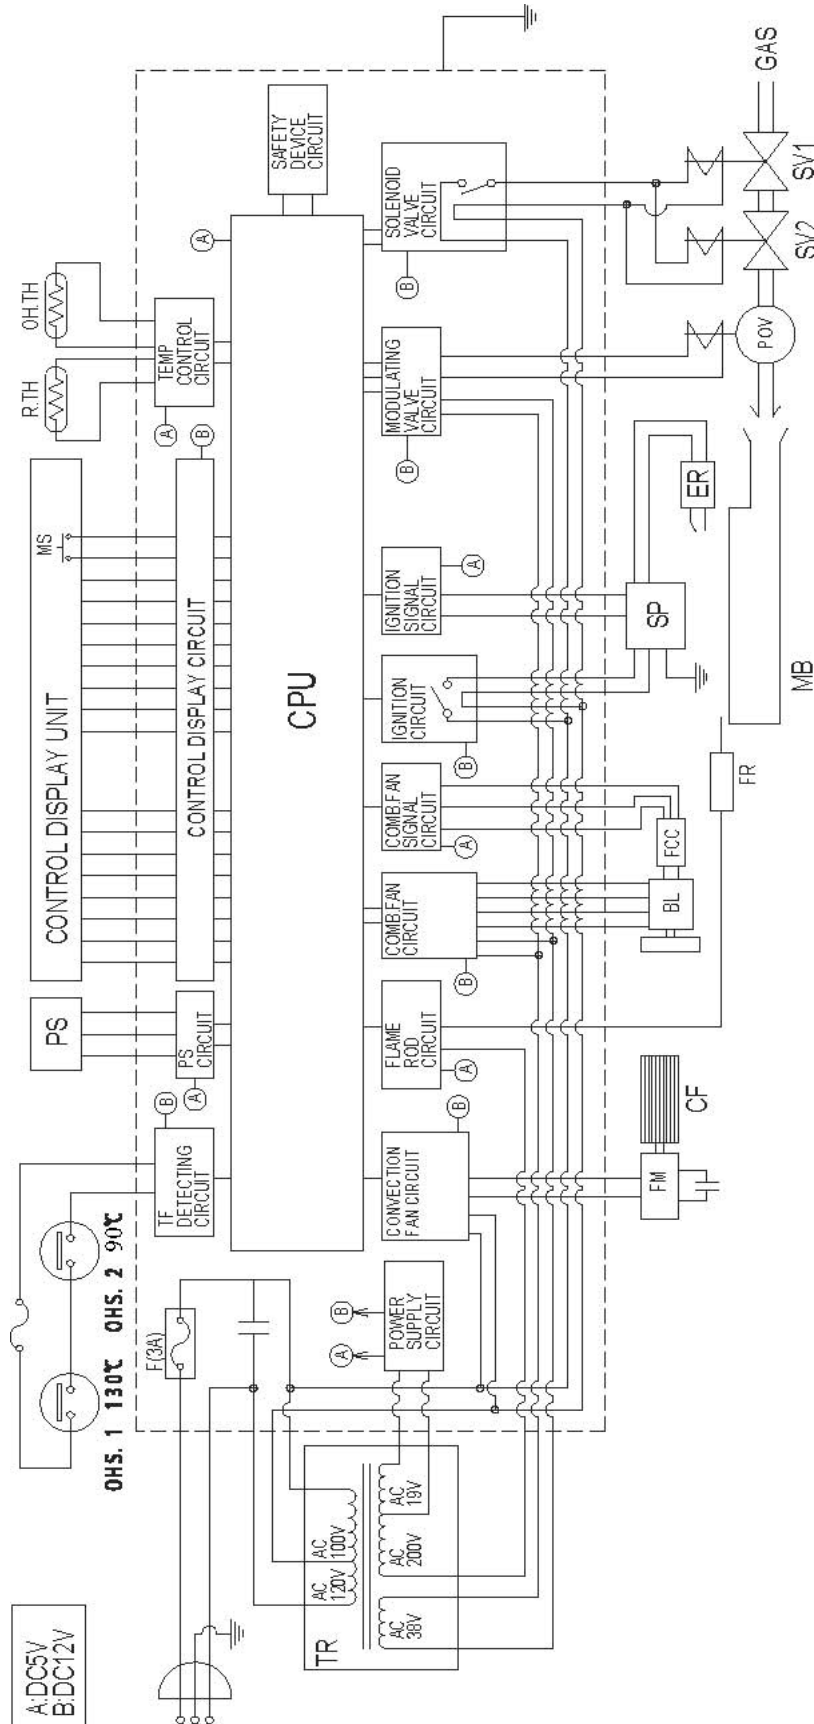 A:DC5V
B:DC12V
OHS. 1 130℃
OHS. 2 90℃
PS
CONTROL DISPLAY UNIT
MS
R.TH
OH.TH
F(3A)
TF
DETECTING
CIRCUIT
B
PS
CIRCUIT
A
CONTROL DISPLAY CIRCUIT
B
TEMP
CONTROL
CIRCUIT
A
A
SAFETY
DEVICE
CIRCUIT
CPU
A
B
POWER
SUPPLY
CIRCUIT
CONVECTION
FAN CIRCUIT
B
FLAME
ROD
CIRCUIT
A
COMB.FAN
CIRCUIT
B
COMB.FAN
SIGNAL
CIRCUIT
A
IGNITION
CIRCUIT
B
IGNITION
SIGNAL
CIRCUIT
A
MODULATING
VALVE
CIRCUIT
B
SOLENOID
VALVE
CIRCUIT
B
TR
AC
120V
AC
100V
AC
38V
AC
200V
AC
19V
FM
CF
BL
FCC
FR
SP
ER
MB
POV
SV2
SV1
GAS